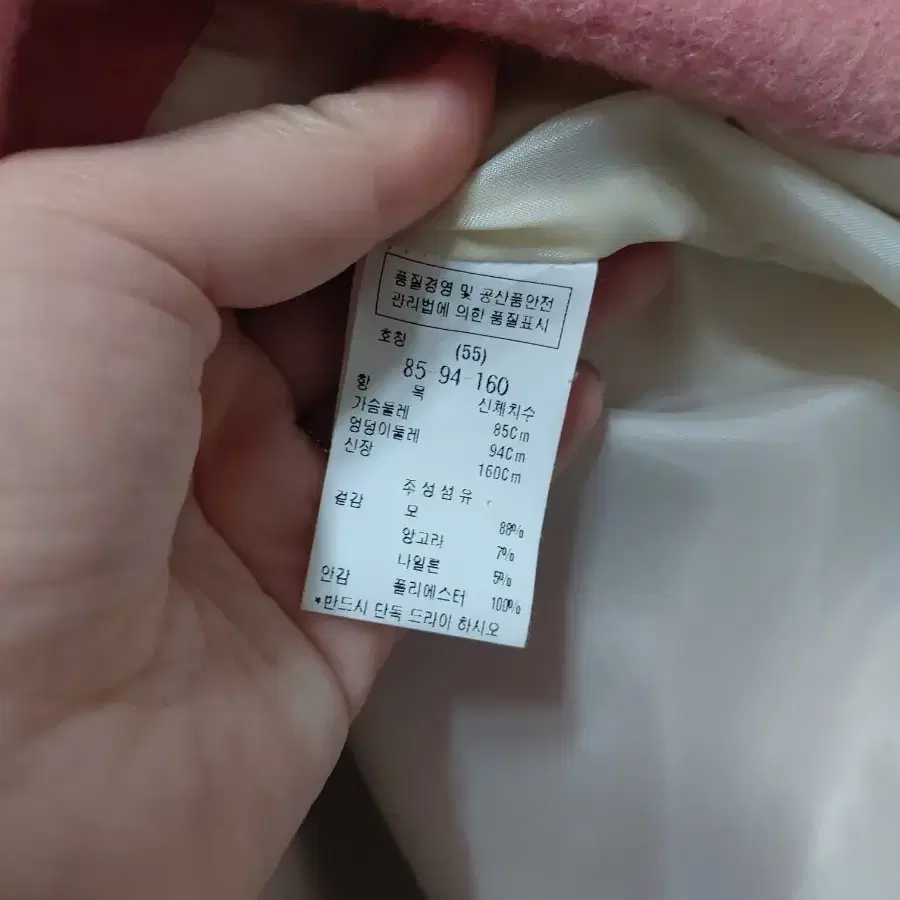 품질경영 및 공산품안전
관리법에 의한 품질표시
호칭 (55)
85-94-160
항 목 신체치수
가슴둘레 85Cm
엉덩이둘레 94Cm
신장 160Cm
주성섬유
겉감 모 88%
앙고라 7%
나일론 5%
안감 폴리에스터 100%
*반드시 단독 드라이 하시오